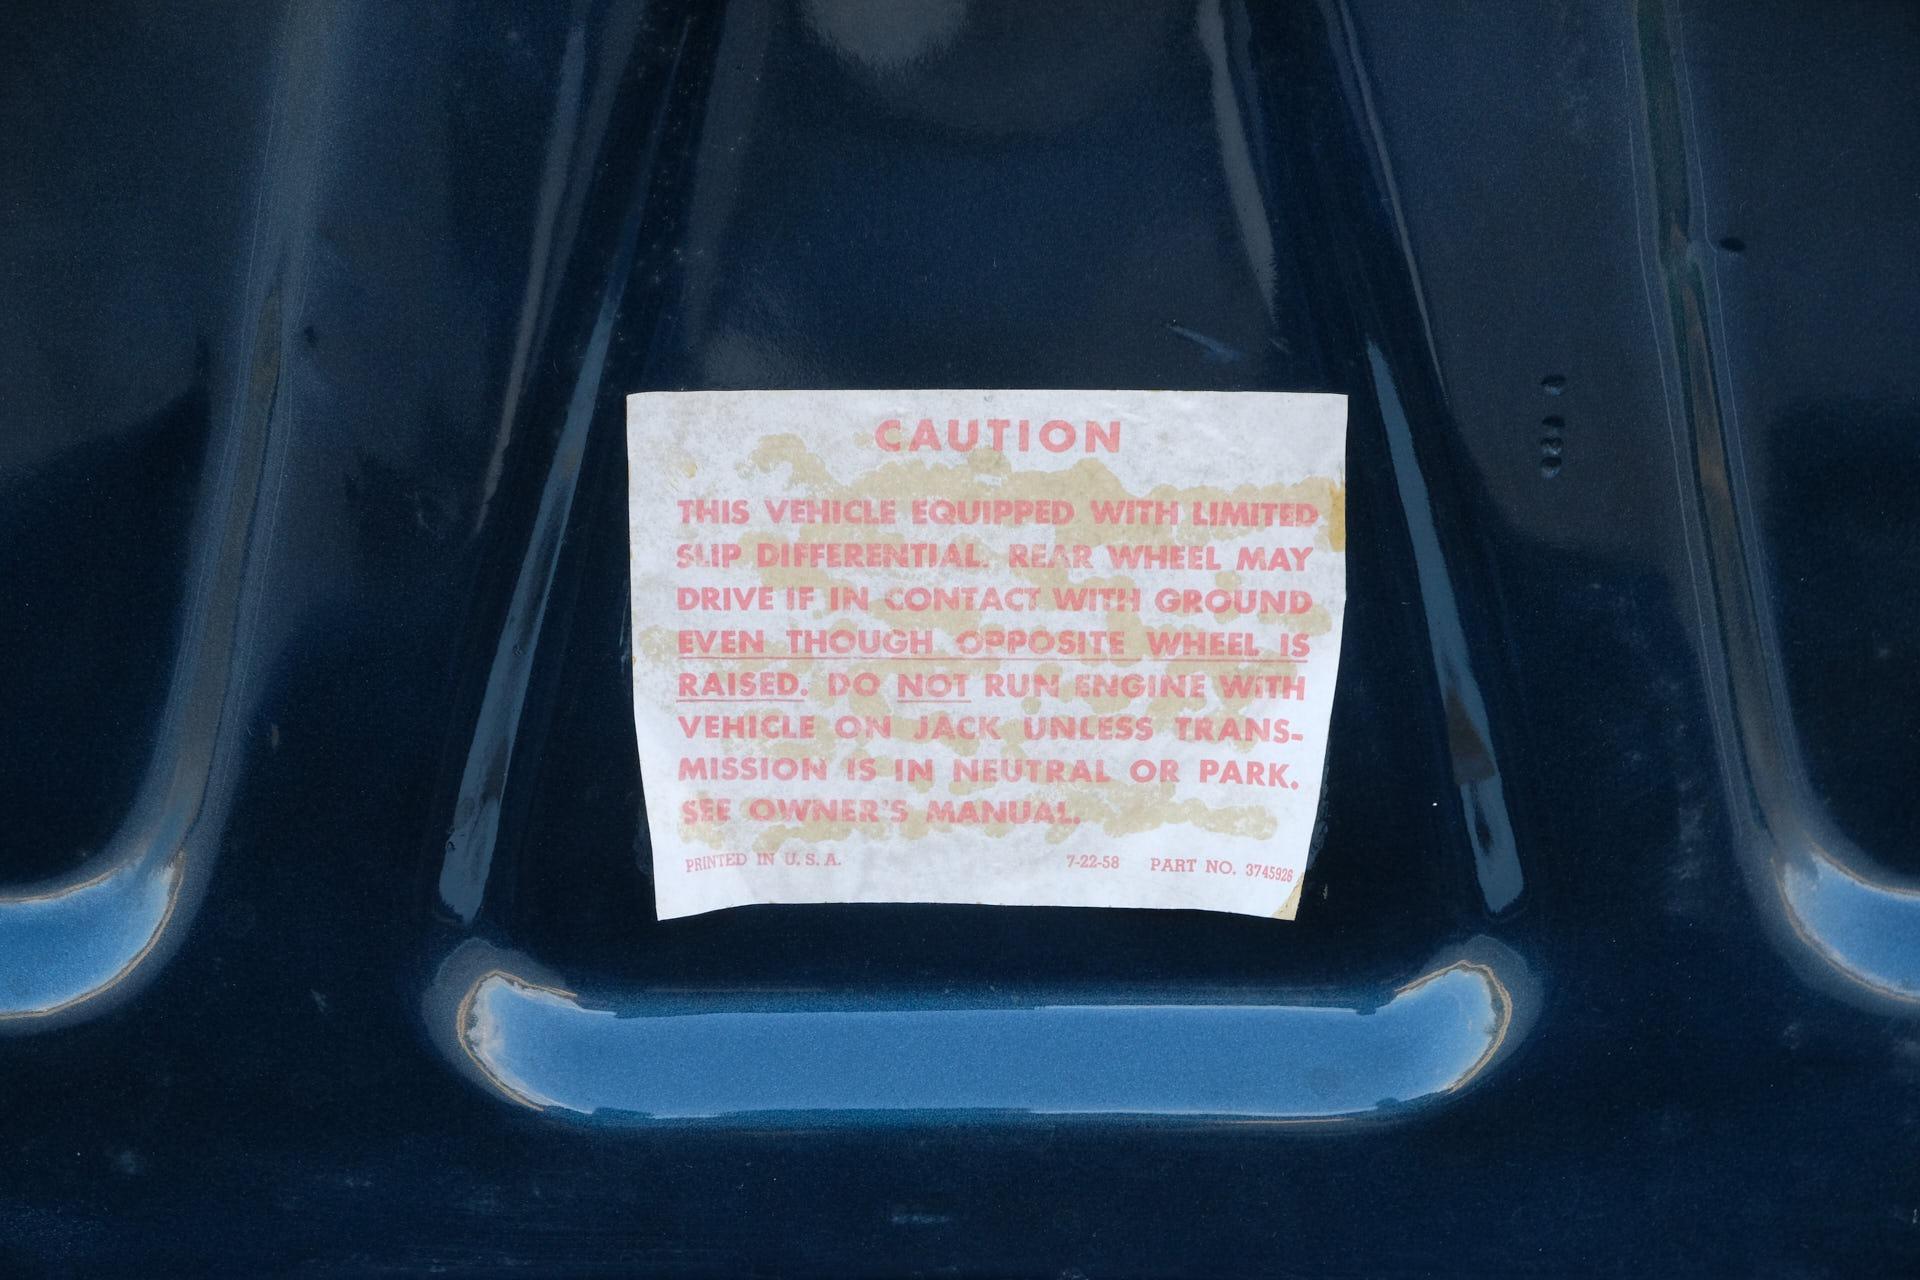 CAUTION
THIS VEHICLE EQUIPPED WITH LIMITED
SLIP DIFFERENTIAL. REAR WHEEL MAY
DRIVE IF IN CONTACT WITH GROUND
EVEN THOUGH OPPOSITE WHEEL IS
RAISED. DO NOT RUN ENGINE WITH
VEHICLE ON JACK UNLESS TRANS-
MISSION IS IN NEUTRAL OR PARK.
SEE OWNER'S MANUAL.
PRINTED IN U. S. A. 7-22-58 PART NO. 3745926